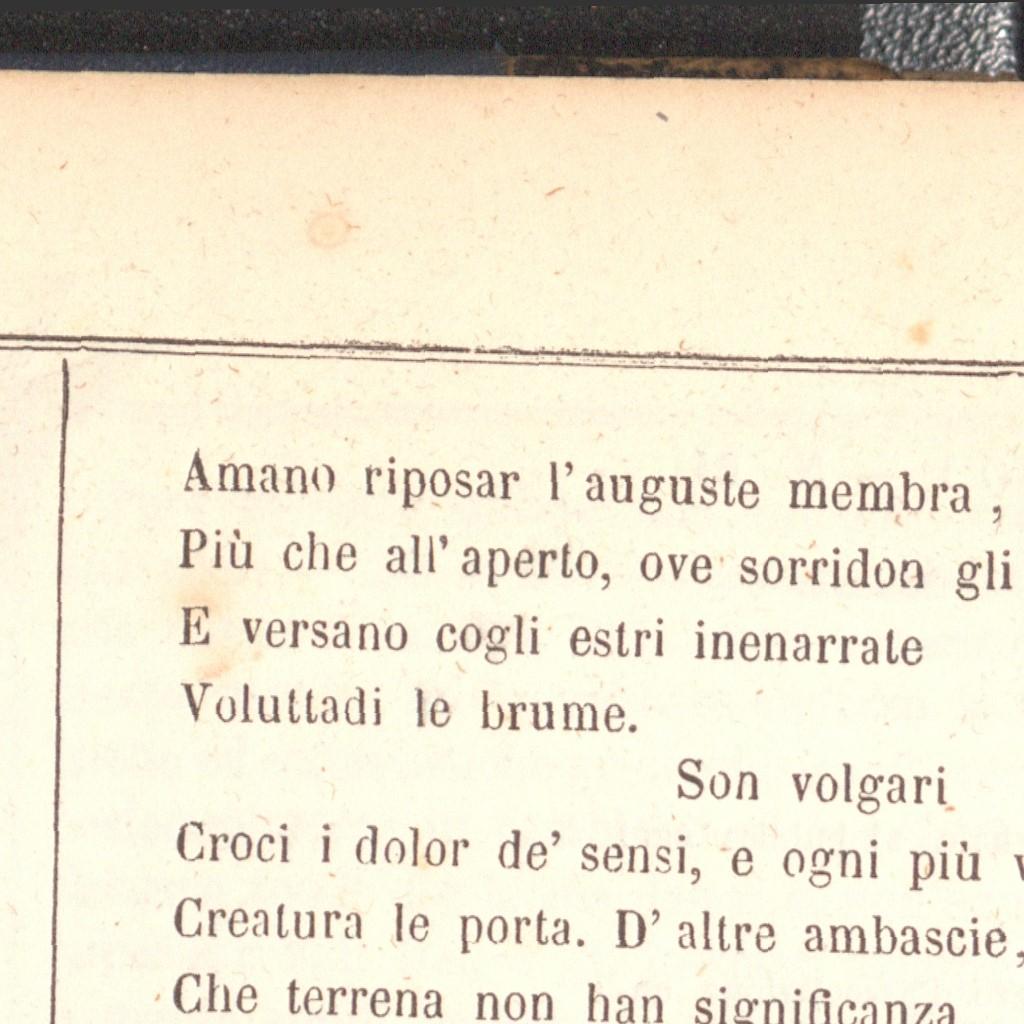 Amano riposar l'auguste membra,
Più che all'aperto, ove sorridon gli
E versano cogli estri inenarrate
Voluttadi le brume.
Son volgari
Croci i dolor de' sensi, e ogni più
Creatura le porta. D'altre ambascie,
Che terrena non han significanza